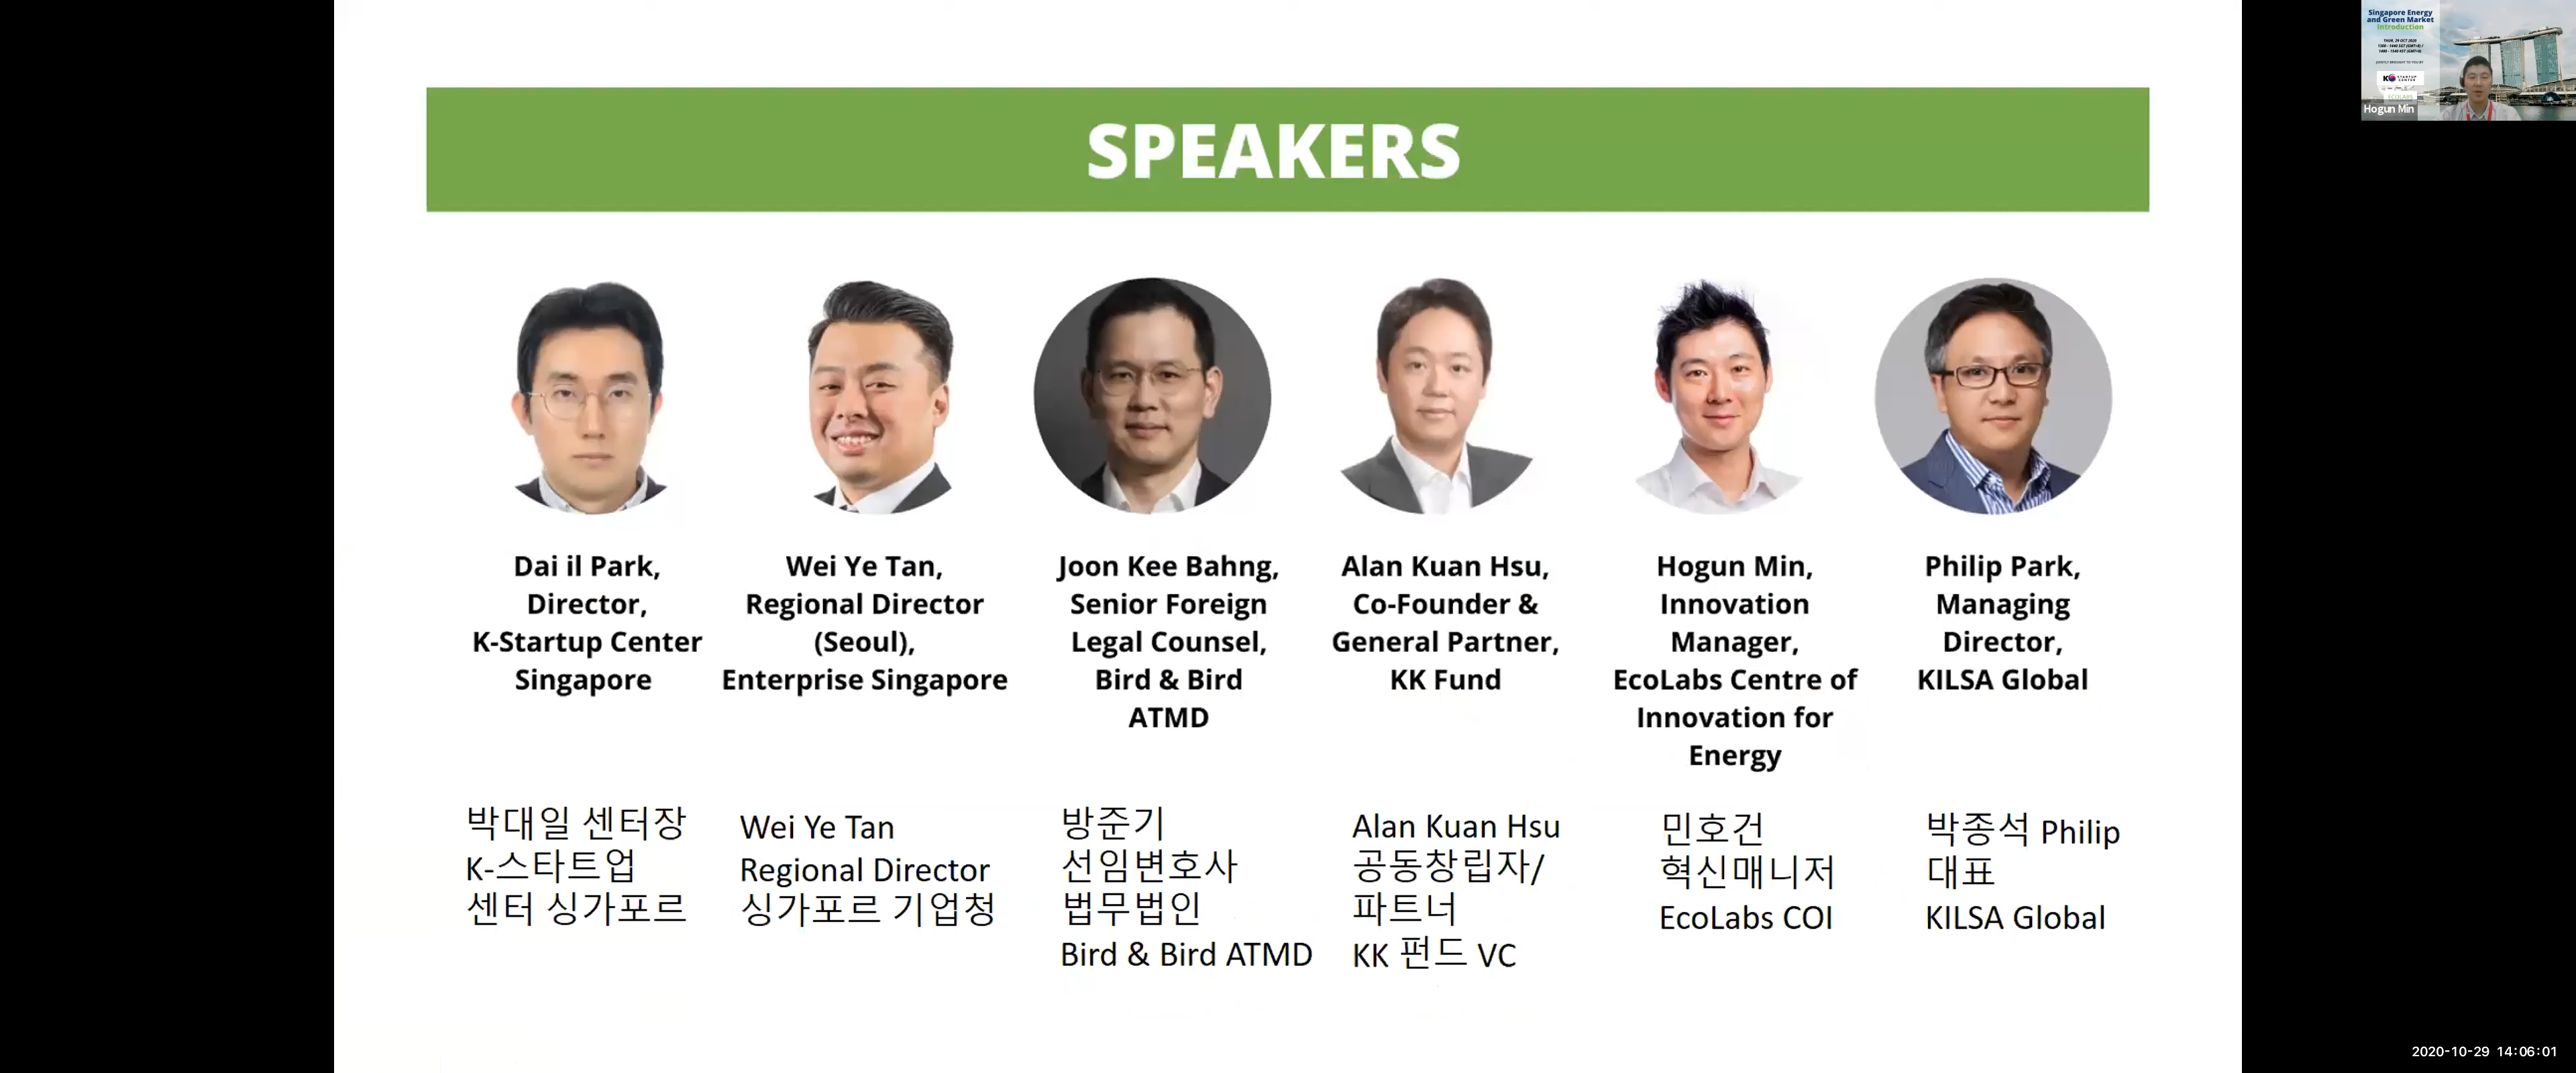 SPEAKERS
Dai il Park,
Director,
K-Startup Center
Singapore
Wei Ye Tan,
Regional Director
(Seoul),
Enterprise Singapore
Joon Kee Bahng,
Senior Foreign
Legal Counsel,
Bird & Bird
ATMD
Alan Kuan Hsu,
Co-Founder &
General Partner,
KK Fund
Hogun Min,
Innovation
Manager,
EcoLabs Centre of
Innovation for
Energy
Philip Park,
Managing
Director,
KILSA Global
박대일 센터장
K-스타트업
센터 싱가포르
Wei Ye Tan
Regional Director
싱가포르 기업청
방준기
선임변호사
법무법인
Bird & Bird ATMD
Alan Kuan Hsu
공동창립자/
파트너
KK 펀드 VC
민호건
혁신매니저
EcoLabs COI
박종석 Philip
대표
KILSA Global
Singapore Energy
and Green Market
Introduction
THUR, 29 OCT 2020
ECOLABS
Hogun Min
2020-10-29 14:06:01